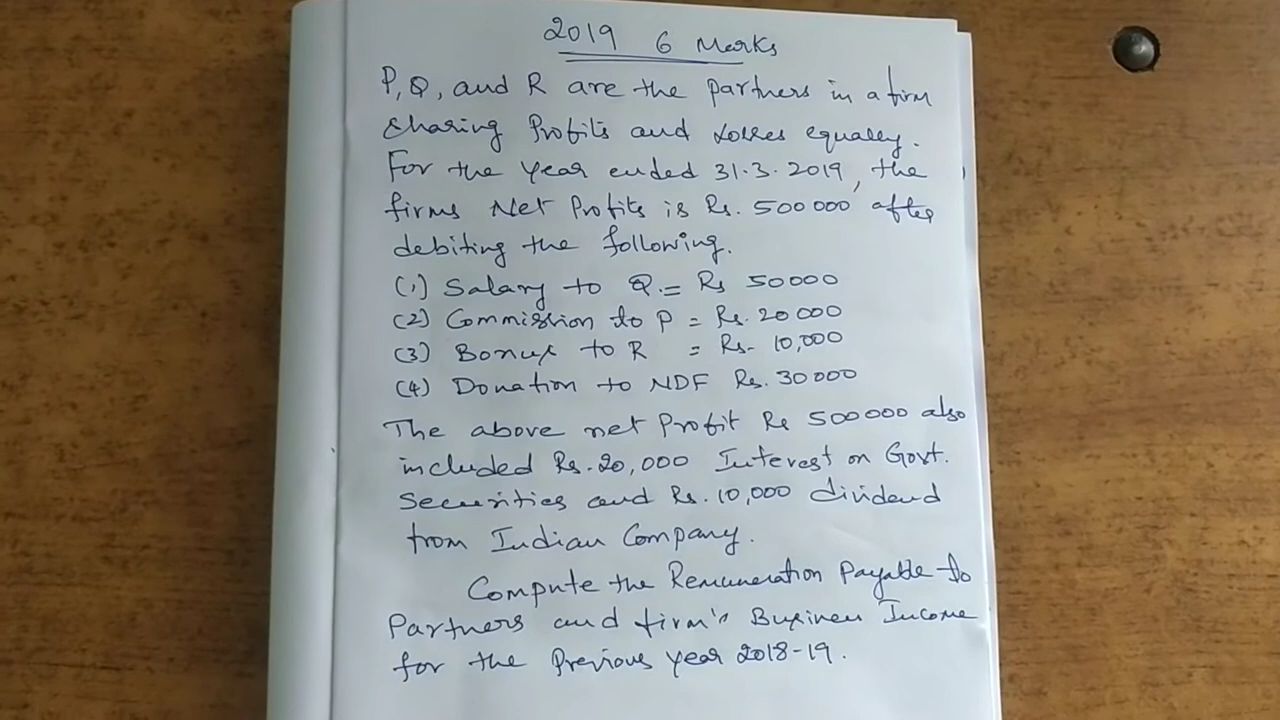 2019 6 Marks
P, Q, and R are the partners in a firm
sharing Profits and Losses equally.
For the year ended 31.3.2019, the
firms Net Profits is Rs. 500 000 after
debiting the following.
(1) Salary to Q. = Rs 50000
(2) Commission to P = Rs. 20000
(3) Bonus to R = Rs- 10,000
(4) Donation to NDF Rs. 30000
The above net Profit Rs 500000 also
included Rs. 20,000 Interest on Govt.
Securities and Rs. 10,000 dividend
from Indian Company.
Compute the Remuneration Payable to
Partners and firm's Business Income
for the Previous year 2018-19.